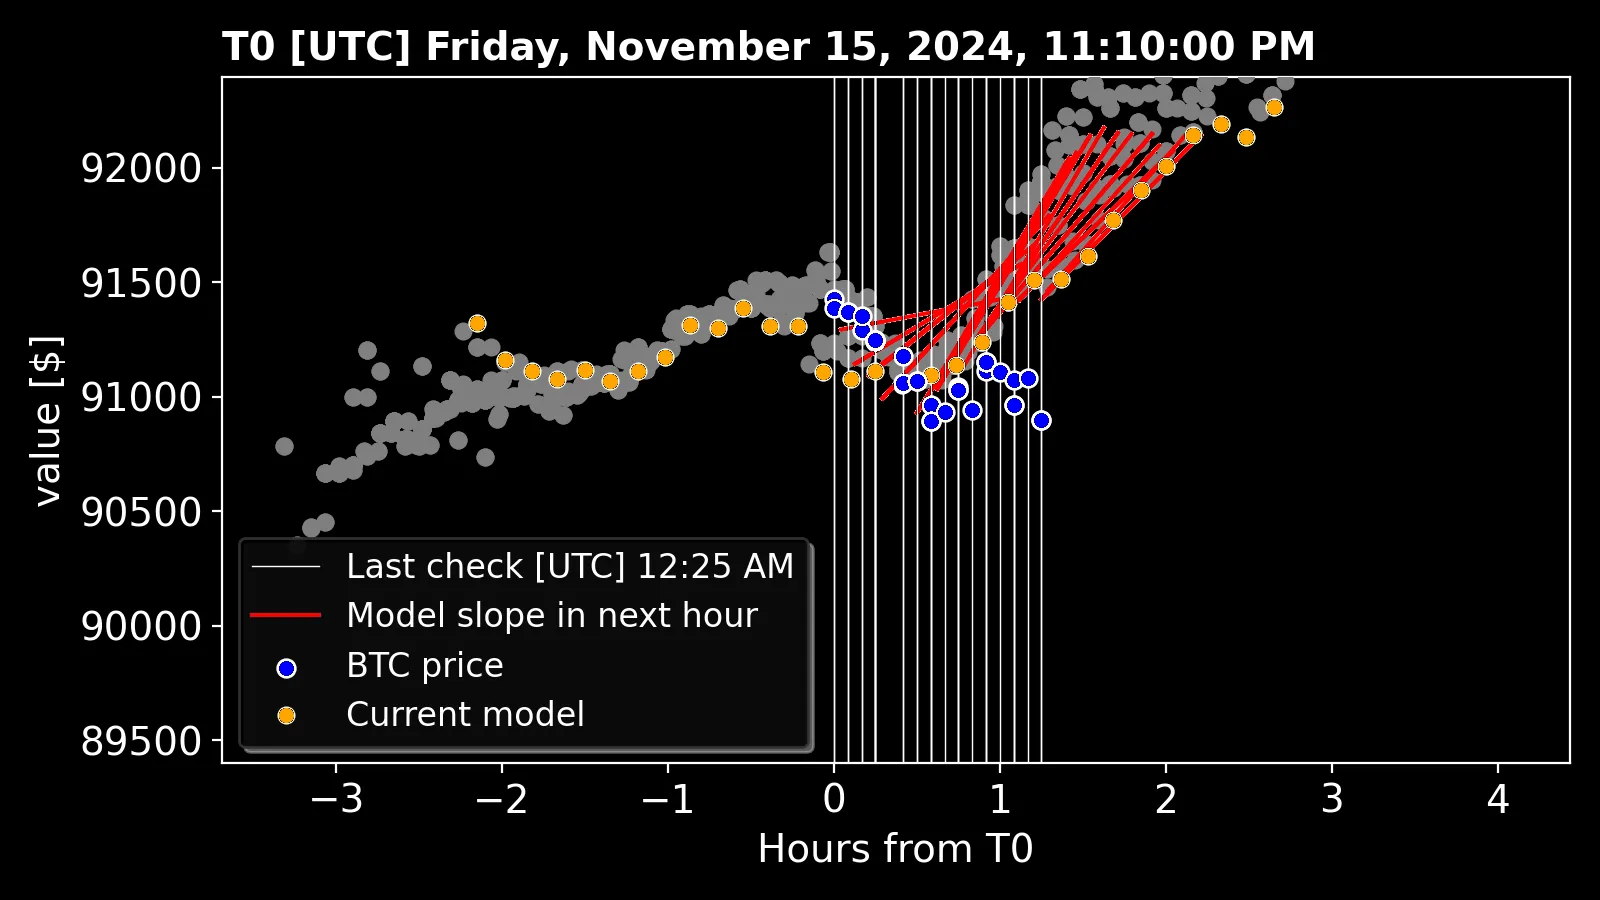 T0 [UTC] Friday, November 15, 2024, 11:10:00 PM
value [$]
92000
91500
91000
90500
90000
89500
Last check [UTC] 12:25 AM
Model slope in next hour
BTC price
Current model
−3 −2 −1 0 1 2 3 4
Hours from T0